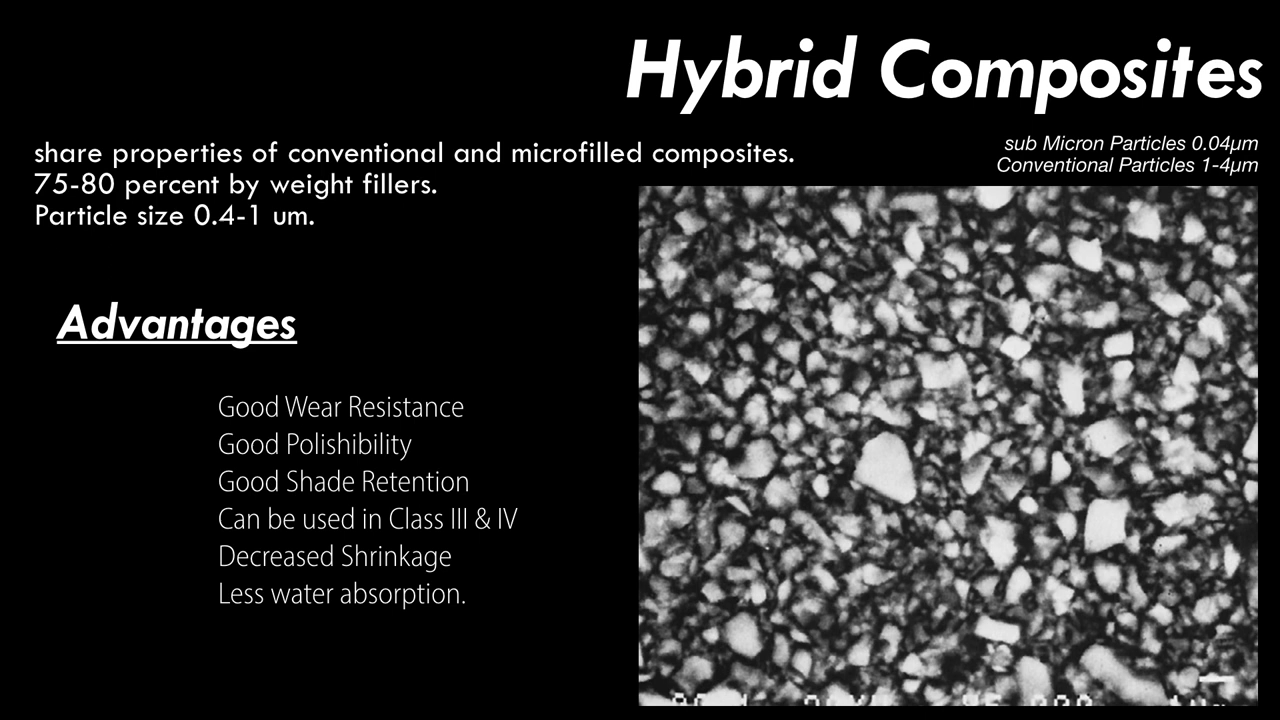 Hybrid Composites
sub Micron Particles 0.04µm
Conventional Particles 1-4µm
share properties of conventional and microfilled composites.
75-80 percent by weight fillers.
Particle size 0.4-1 um.
Advantages
Good Wear Resistance
Good Polishibility
Good Shade Retention
Can be used in Class III & IV
Decreased Shrinkage
Less water absorption.